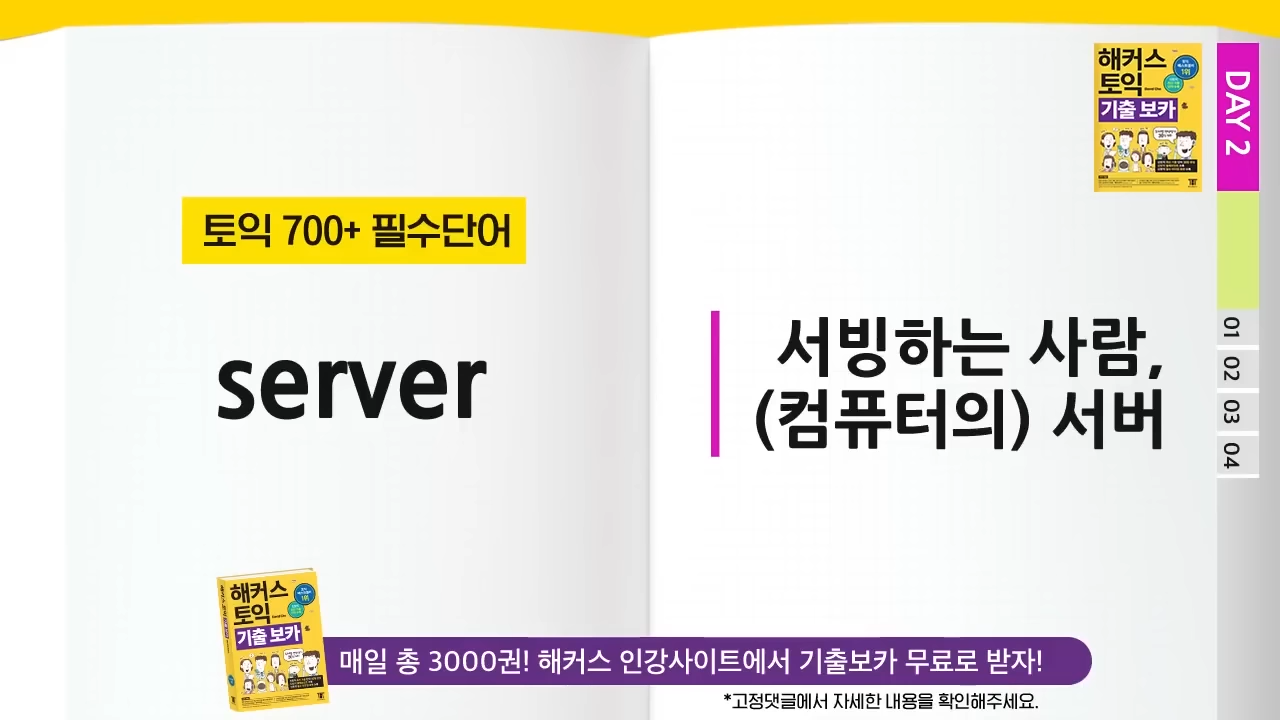 토익 700+ 필수단어
server
서빙하는 사람,
(컴퓨터의) 서버
해커스
토익
기출 보카
1위
DAY 2
01
02
03
04
해커스
토익
기출 보카
1위
매일 총 3000권! 해커스 인강사이트에서 기출보카 무료로 받자!
*고정댓글에서 자세한 내용을 확인해주세요.